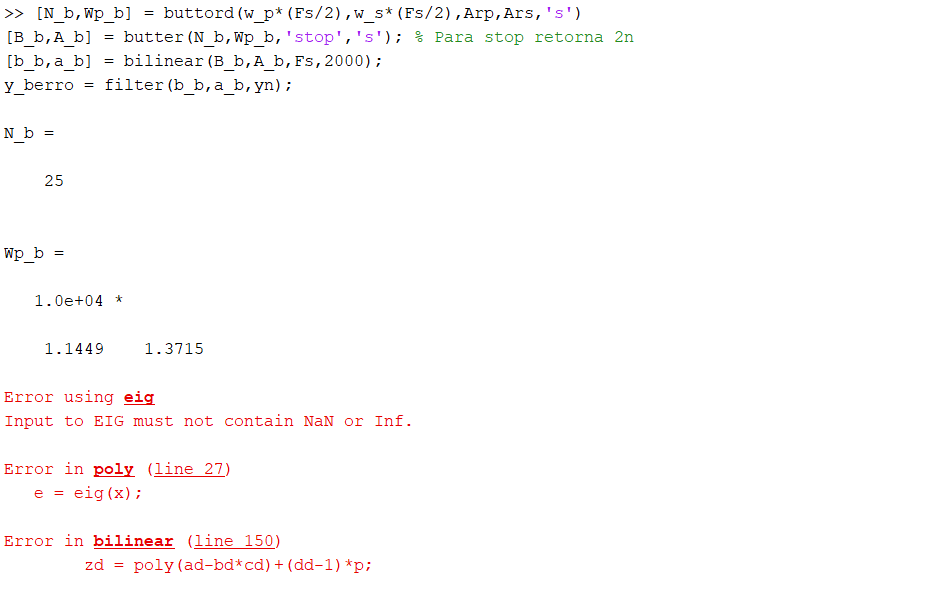 >> [N_b,Wp_b] = buttord(w_p*(Fs/2),w_s*(Fs/2),Arp,Ars,'s')
[B_b,A_b] = butter(N_b,Wp_b,'stop','s'); % Para stop retorna 2n
[b_b,a_b] = bilinear(B_b,A_b,Fs,2000);
y_berro = filter(b_b,a_b,yn);
N_b =
25
Wp_b =
1.0e+04 *
1.1449 1.3715
Error using eig
Input to EIG must not contain NaN or Inf.
Error in poly (line 27)
e = eig(x);
Error in bilinear (line 150)
zd = poly(ad-bd*cd)+(dd-1)*p;